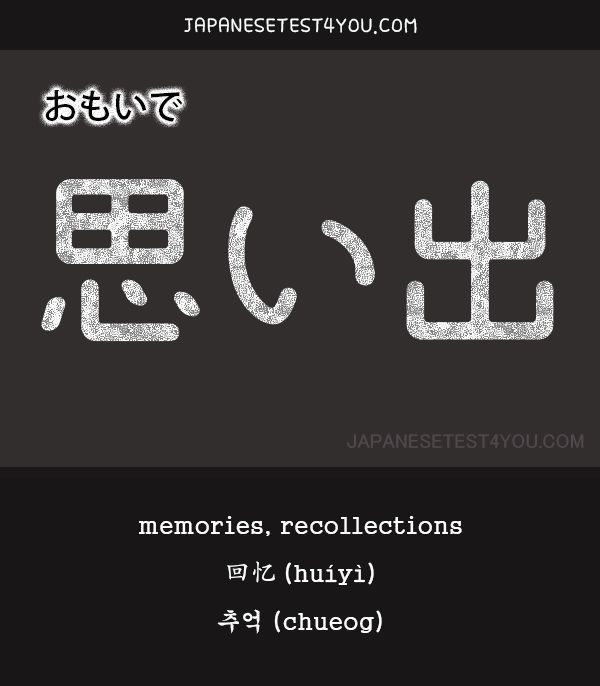 JAPANESETEST4YOU.COM
おもいで
思い出
JAPANESETEST4YOU.COM
memories, recollections
回忆 (huíyì)
추억 (chueog)